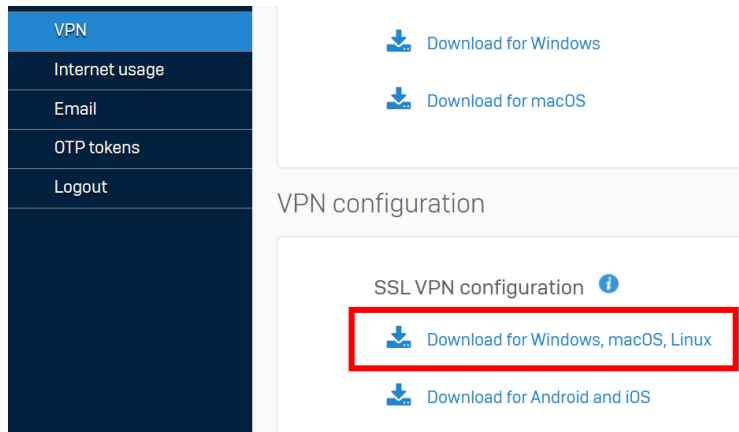 VPN
Internet usage
Email
OTP tokens
Logout
Download for Windows
Download for macOS
VPN configuration
SSL VPN configuration i
Download for Windows, macOS, Linux
Download for Android and iOS